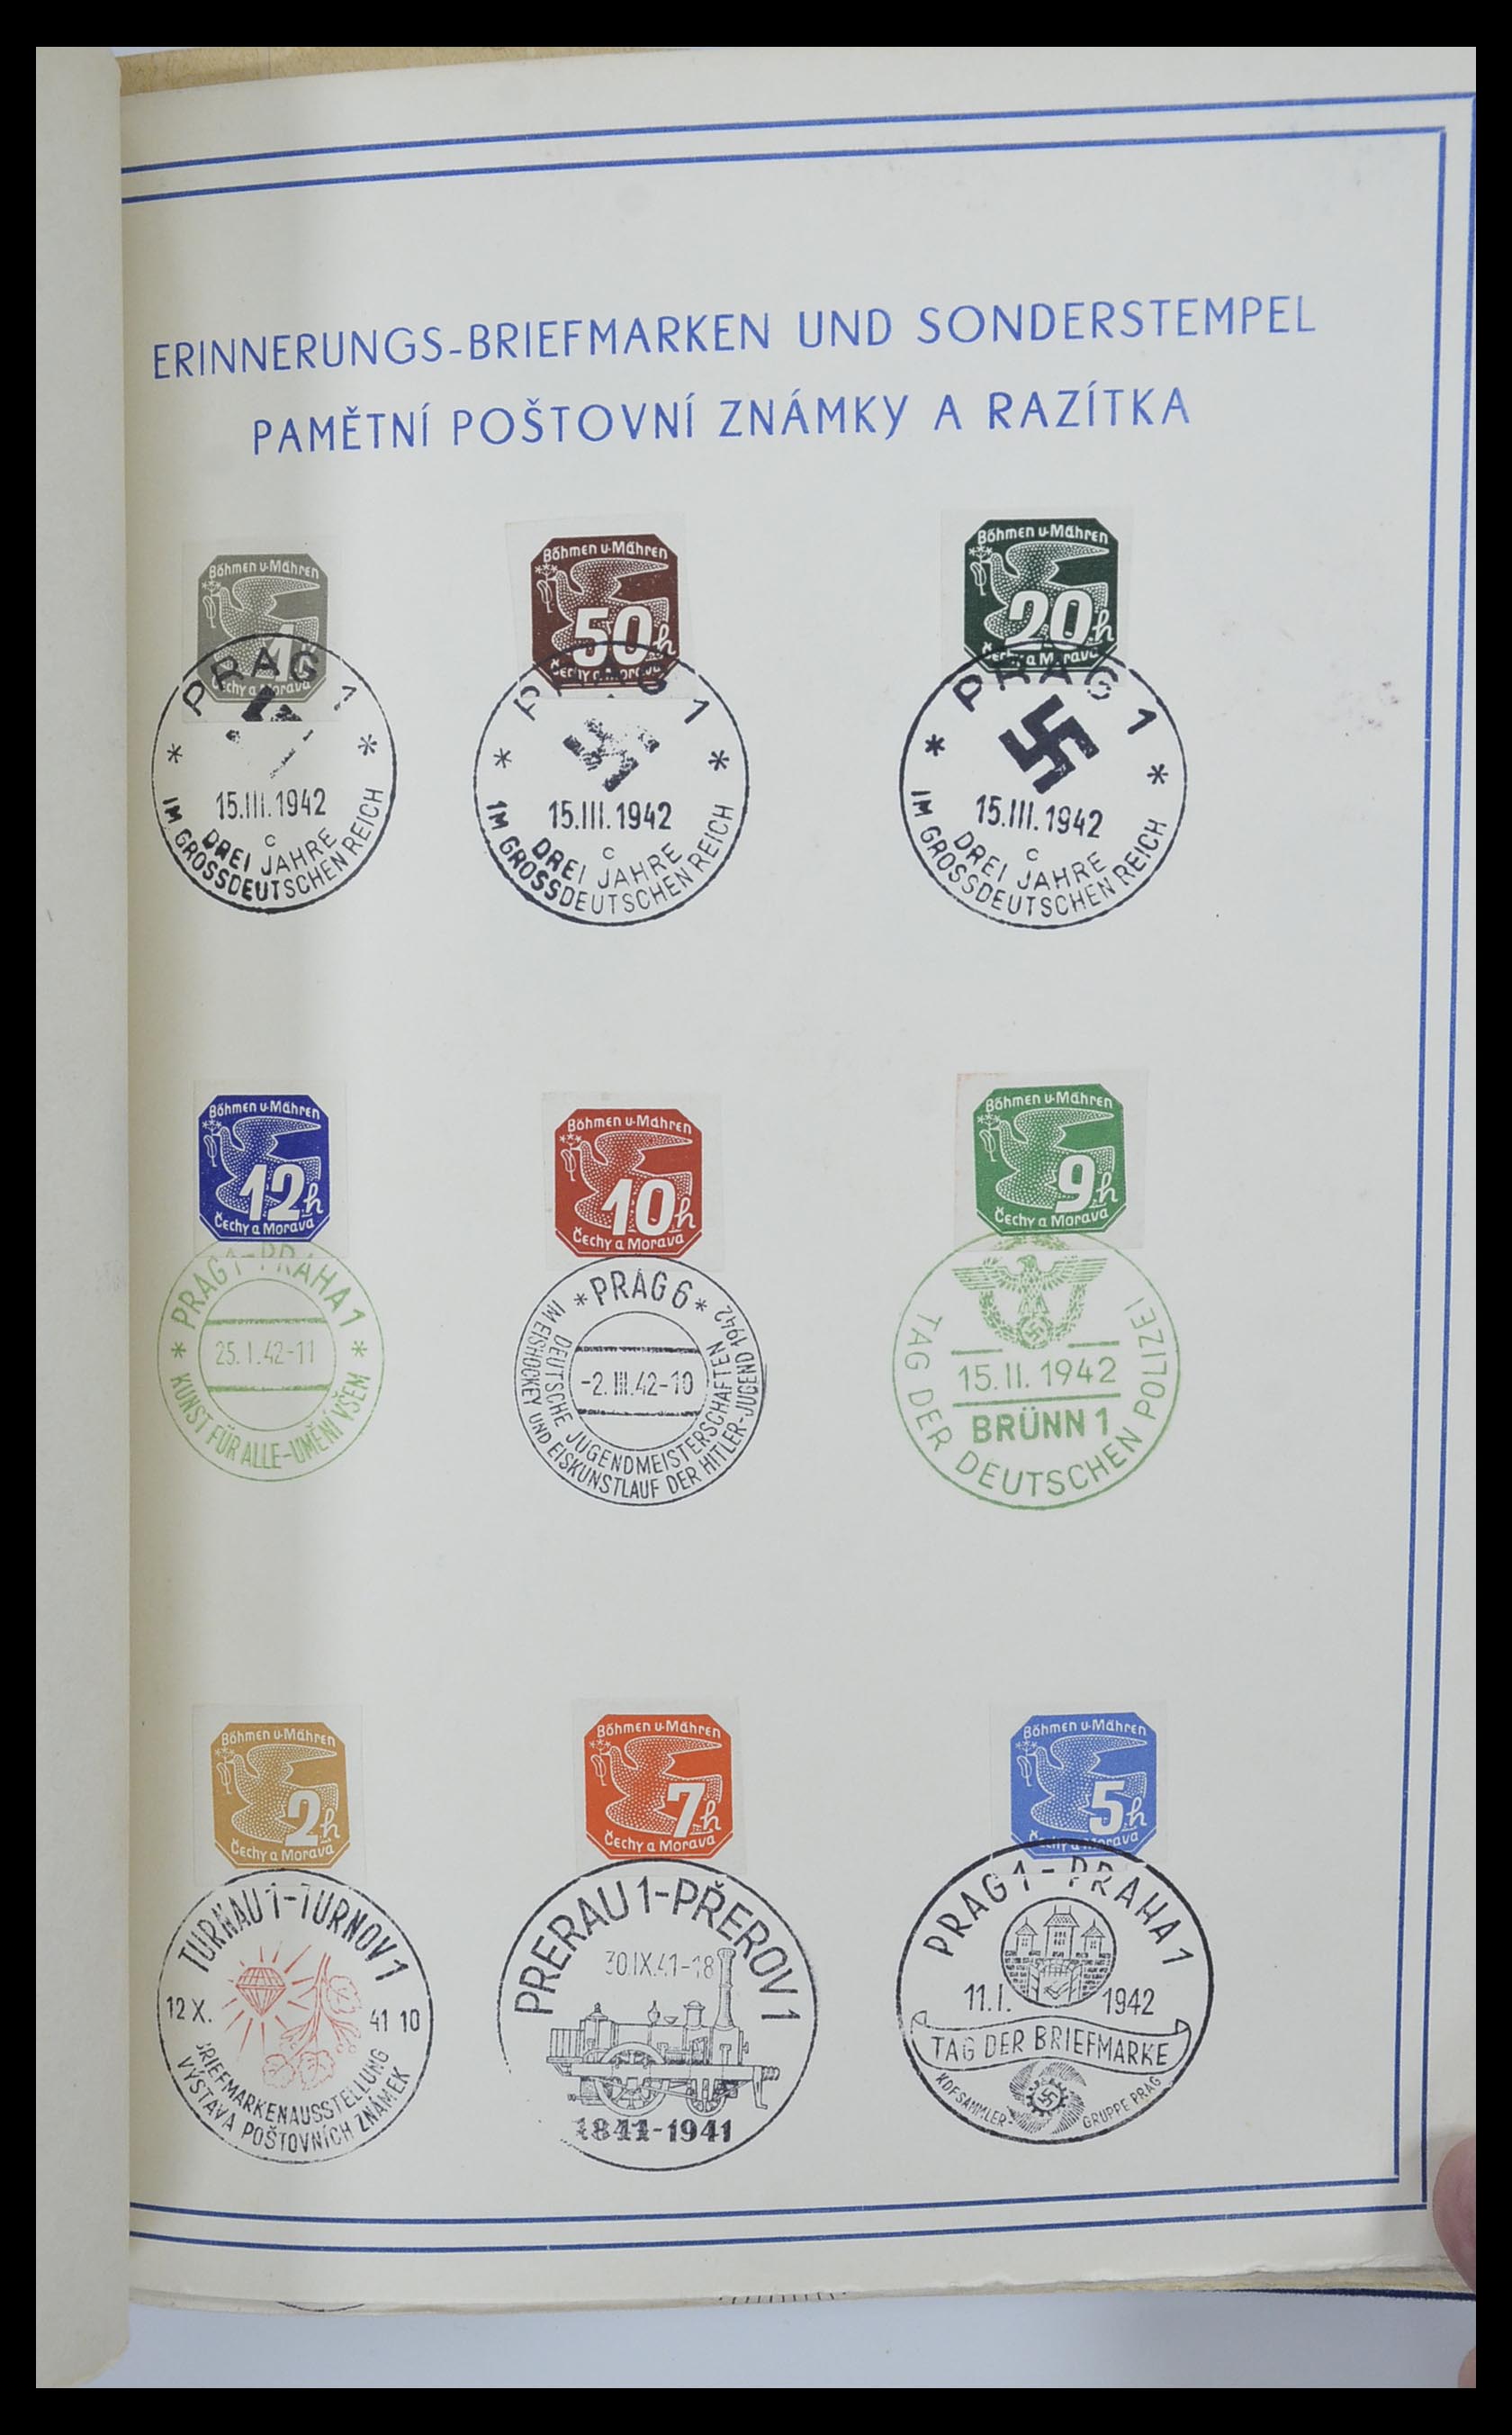 ERINNERUNGS-BRIEFMARKEN UND SONDERSTEMPEL
PAMĚTNÍ POŠTOVNÍ ZNÁMKY A RAZÍTKA
Böhmen u. Mähren
1K
Čechy a Morava
PRAG 1
15.III.1942
c
DREI JAHRE
IM GROSSDEUTSCHEN REICH
Böhmen u. Mähren
50h
Čechy a Morava
PRAG 1
15.III.1942
c
DREI JAHRE
IM GROSSDEUTSCHEN REICH
Böhmen u. Mähren
20h
Čechy a Morava
PRAG 1
15.III.1942
c
DREI JAHRE
IM GROSSDEUTSCHEN REICH
Böhmen u. Mähren
12h
Čechy a Morava
PRAG 1-PRAHA 1
25.I.42-11
KUNST FÜR ALLE-UMĚNÍ VŠEM
Böhmen u. Mähren
10h
Čechy a Morava
*PRAG 6*
-2.III.42-10
DEUTSCHE JUGENDMEISTERSCHAFTEN
IM EISHOCKEY UND EISKUNSTLAUF DER HITLER-JUGEND 1942
Böhmen u. Mähren
9h
Čechy a Morava
15.II.1942
BRÜNN 1
TAG DER DEUTSCHEN POLIZEI
Böhmen u. Mähren
2h
Čechy a Morava
TURNAU 1-TURNOV 1
12 X. 41 10
BRIEFMARKENAUSSTELLUNG
VÝSTAVA POŠTOVNÍCH ZNÁMEK
Böhmen u. Mähren
7h
Čechy a Morava
PRERAU 1-PŘEROV 1
30.IX.41-18
1841-1941
Böhmen u. Mähren
5h
Čechy a Morava
PRAG 1-PRAHA 1
11.I. 1942
TAG DER BRIEFMARKE
KDFSAMMLER-GRUPPE PRAG